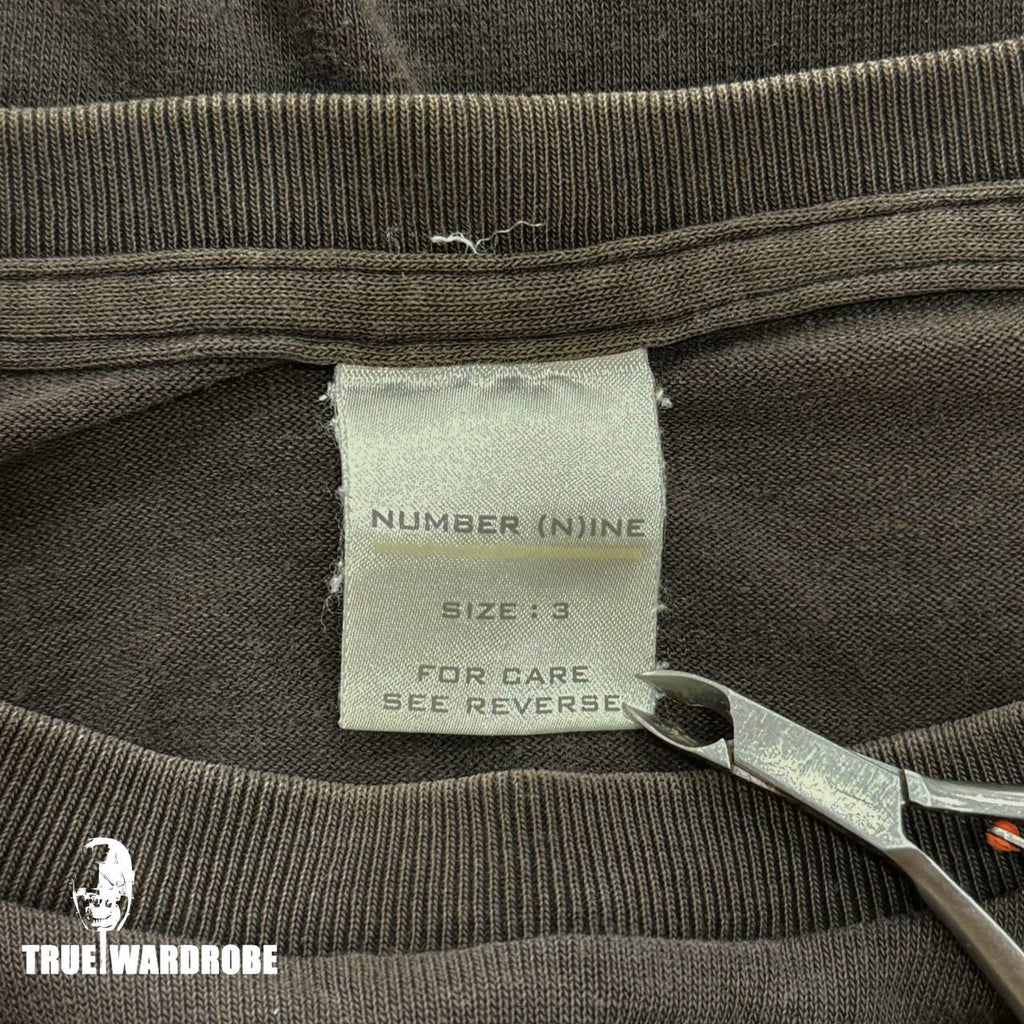 NUMBER (N)INE
SIZE : 3
FOR CARE
SEE REVERSE
TRUE WARDROBE